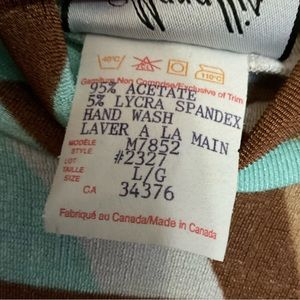 40°C 110°C
Garniture Non Comprise/Exclusive of Trim
95% ACETATE
5% LYCRA SPANDEX
HAND WASH
LAVER A LA MAIN
MODÈLE STYLE M7852
LOT #2327
TAILLE SIZE L/G
CA 34376
Fabriqué au Canada/Made in Canada